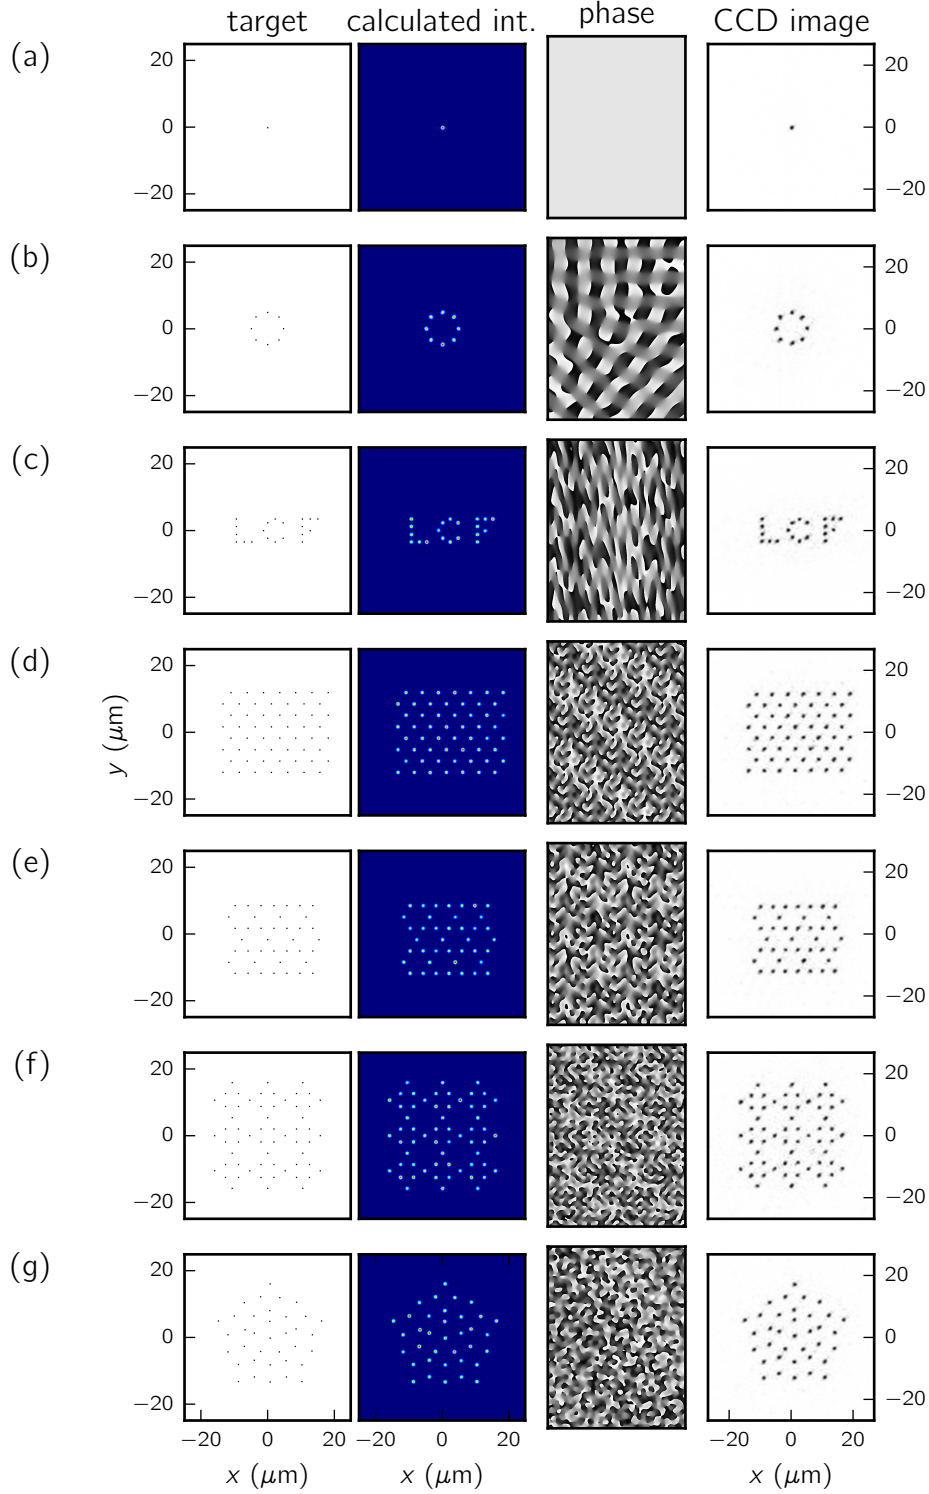 target calculated int. phase CCD image
(a)
20 20
0 0
−20 −20
(b)
20 20
0 0
−20 −20
(c)
20 20
0 0
−20 −20
LCF LCF LCF
(d)
20 20
0 0
−20 −20
y (μm)
(e)
20 20
0 0
−20 −20
(f)
20 20
0 0
−20 −20
(g)
20 20
0 0
−20 −20
−20 0 20 −20 0 20 −20 0 20
x (μm) x (μm) x (μm)